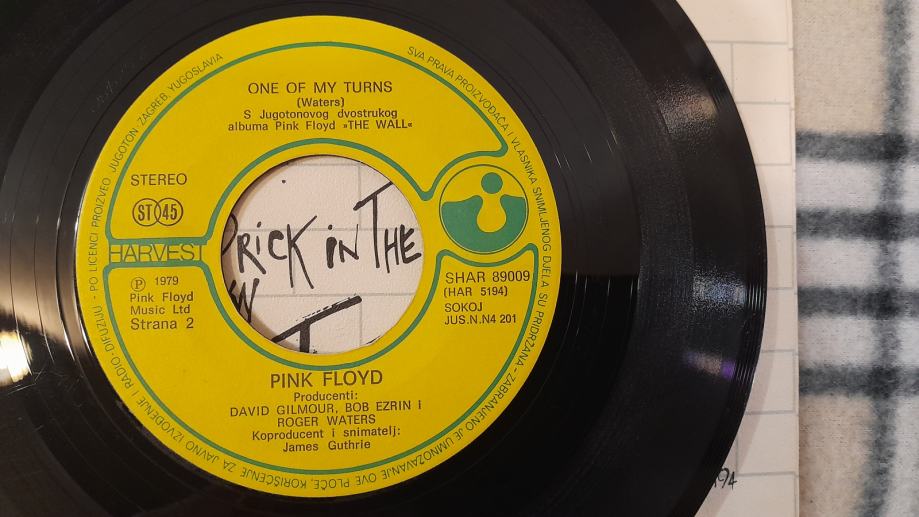 ONE OF MY TURNS
(Waters)
S Jugotonovog dvostrukog
albuma Pink Floyd »THE WALL«
STEREO
ST 45
HARVEST
Ⓟ 1979
Pink Floyd
Music Ltd
Strana 2
SHAR 89009
(HAR 5194)
SOKOJ
JUS.N.N4 201
PINK FLOYD
Producenti:
DAVID GILMOUR, BOB EZRIN i
ROGER WATERS
Koproducent i snimatelj:
James Guthrie
PO LICENCI PROIZVEO JUGOTON ZAGREB YUGOSLAVIA
SVA PRAVA PROIZVOĐAČA I VLASNIKA SNIMLJENOG DJELA SU PRIDRŽANA - ZABRANJENO JE UMNOŽAVANJE OVE PLOČE, KORIŠĆENJE ZA JAVNO IZVOĐENJE I RADIO-DIFUZIJU -
BRICK IN THE